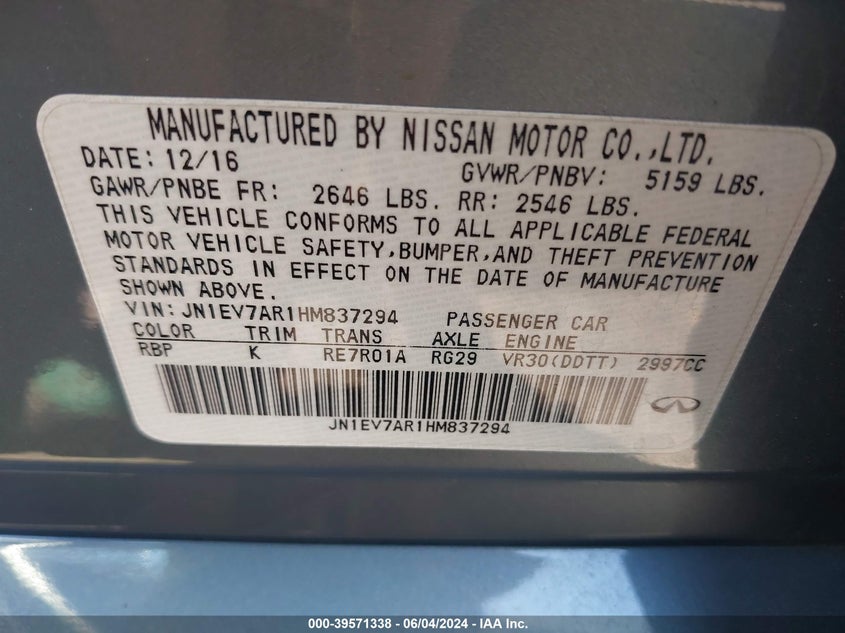 MANUFACTURED BY NISSAN MOTOR CO.,LTD.
DATE: 12/16 GVWR/PNBV: 5159 LBS.
GAWR/PNBE FR: 2646 LBS. RR: 2546 LBS.
THIS VEHICLE CONFORMS TO ALL APPLICABLE FEDERAL
MOTOR VEHICLE SAFETY,BUMPER,AND THEFT PREVENTION
STANDARDS IN EFFECT ON THE DATE OF MANUFACTURE
SHOWN ABOVE.
VIN: JN1EV7AR1HM837294 PASSENGER CAR
COLOR TRIM TRANS AXLE ENGINE
RBP K RE7R01A RG29 VR30(DDTT) 2997CC
JN1EV7AR1HM837294
000-39571338 - 06/04/2024 - IAA Inc.